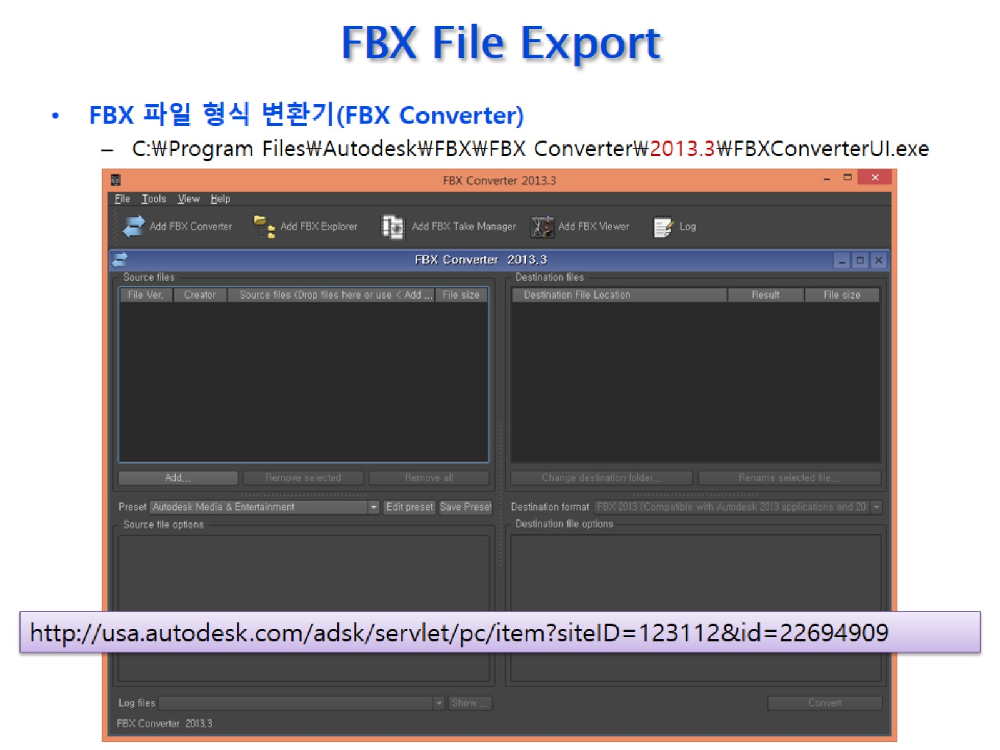 FBX File Export
• FBX 파일 형식 변환기(FBX Converter)
– C:₩Program Files₩Autodesk₩FBX₩FBX Converter₩2013.3₩FBXConverterUI.exe
FBX Converter 2013.3
File Tools View Help
Add FBX Converter Add FBX Explorer Add FBX Take Manager Add FBX Viewer Log
FBX Converter 2013.3
Source files
File Ver. Creator Source files (Drop files here or use < Add ... File size
Add... Remove selected Remove all
Preset Autodesk Media & Entertainment Edit preset Save Preset
Source file options
Destination files
Destination File Location Result File size
Change destination folder... Rename selected file...
Destination format FBX 2013 (Compatible with Autodesk 2013 applications and 20
Destination file options
http://usa.autodesk.com/adsk/servlet/pc/item?siteID=123112&id=22694909
Log files Show ... Convert
FBX Converter 2013.3